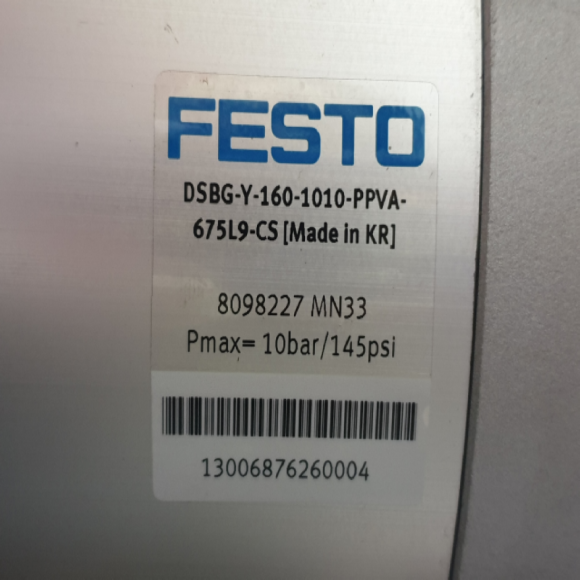 FESTO
DSBG-Y-160-1010-PPVA-
675L9-CS [Made in KR]
8098227 MN33
Pmax= 10bar/145psi
13006876260004